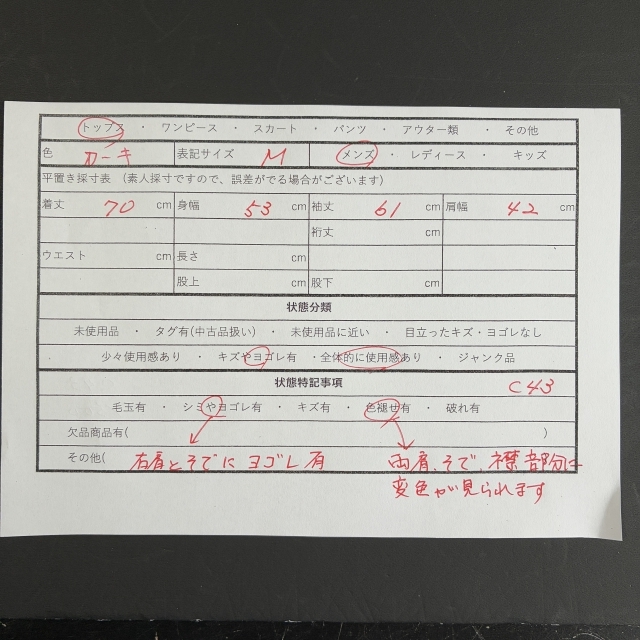 トップス ・ ワンピース ・ スカート ・ パンツ ・ アウター類 ・ その他
色 カーキ 表記サイズ M メンズ ・ レディース ・ キッズ
平置き採寸表 (素人採寸ですので、誤差がでる場合がございます)
着丈 70 cm 身幅 53 cm 袖丈 61 cm 肩幅 42 cm
裄丈 cm
ウエスト cm 長さ cm
股上 cm 股下 cm
状態分類
未使用品 ・ タグ有(中古品扱い) ・ 未使用品に近い ・ 目立ったキズ・ヨゴレなし
少々使用感あり ・ キズやヨゴレ有 ・全体的に使用感あり ・ ジャンク品
状態特記事項 C43
毛玉有 ・ シミやヨゴレ有 ・ キズ有 ・ 色褪せ有 ・ 破れ有
欠品商品有( )
その他( 右肩とそでにヨゴレ有 両肩、そで、襟部分に
変色が見られます